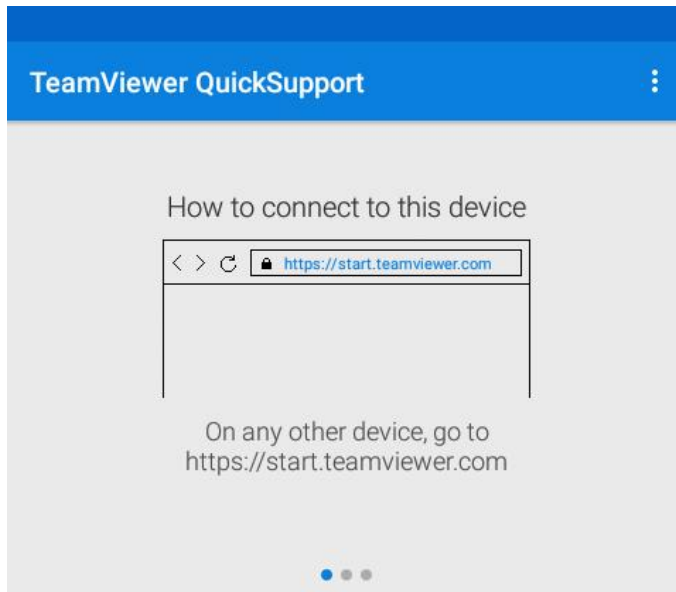 TeamViewer QuickSupport
How to connect to this device
https://start.teamviewer.com
On any other device, go to
https://start.teamviewer.com